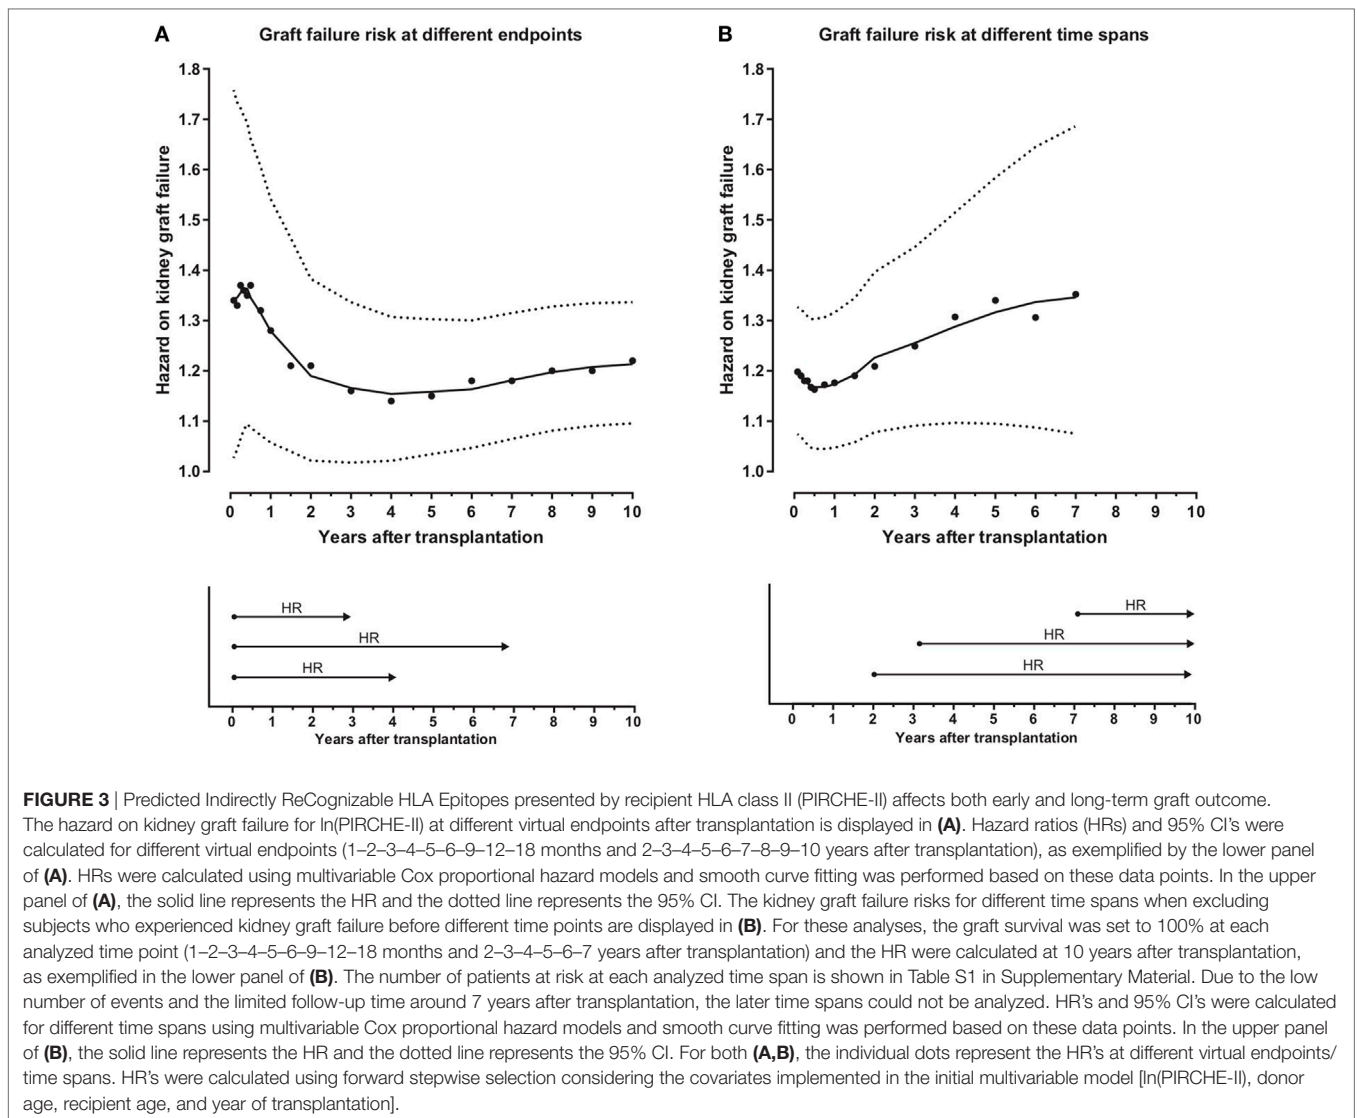 A
Graft failure risk at different endpoints
Hazard on kidney graft failure
1.8
1.7
1.6
1.5
1.4
1.3
1.2
1.1
1.0
0 1 2 3 4 5 6 7 8 9 10
Years after transplantation
HR
HR
HR
0 1 2 3 4 5 6 7 8 9 10
Years after transplantation
B
Graft failure risk at different time spans
Hazard on kidney graft failure
1.8
1.7
1.6
1.5
1.4
1.3
1.2
1.1
1.0
0 1 2 3 4 5 6 7 8 9 10
Years after transplantation
HR
HR
HR
0 1 2 3 4 5 6 7 8 9 10
Years after transplantation
FIGURE 3 | Predicted Indirectly ReCognizable HLA Epitopes presented by recipient HLA class II (PIRCHE-II) affects both early and long-term graft outcome.
The hazard on kidney graft failure for ln(PIRCHE-II) at different virtual endpoints after transplantation is displayed in (A). Hazard ratios (HRs) and 95% CI's were
calculated for different virtual endpoints (1–2–3–4–5–6–9–12–18 months and 2–3–4–5–6–7–8–9–10 years after transplantation), as exemplified by the lower panel
of (A). HRs were calculated using multivariable Cox proportional hazard models and smooth curve fitting was performed based on these data points. In the upper
panel of (A), the solid line represents the HR and the dotted line represents the 95% CI. The kidney graft failure risks for different time spans when excluding
subjects who experienced kidney graft failure before different time points are displayed in (B). For these analyses, the graft survival was set to 100% at each
analyzed time point (1–2–3–4–5–6–9–12–18 months and 2–3–4–5–6–7 years after transplantation) and the HR were calculated at 10 years after transplantation,
as exemplified in the lower panel of (B). The number of patients at risk at each analyzed time span is shown in Table S1 in Supplementary Material. Due to the low
number of events and the limited follow-up time around 7 years after transplantation, the later time spans could not be analyzed. HR's and 95% CI's were calculated
for different time spans using multivariable Cox proportional hazard models and smooth curve fitting was performed based on these data points. In the upper panel
of (B), the solid line represents the HR and the dotted line represents the 95% CI. For both (A,B), the individual dots represent the HR's at different virtual endpoints/
time spans. HR's were calculated using forward stepwise selection considering the covariates implemented in the initial multivariable model [ln(PIRCHE-II), donor
age, recipient age, and year of transplantation].